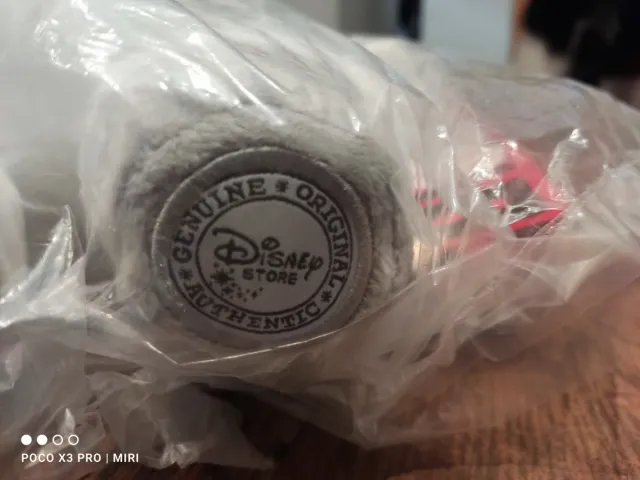 GENUINE * ORIGINAL * AUTHENTIC *
Disney
STORE
POCO X3 PRO | MIRI